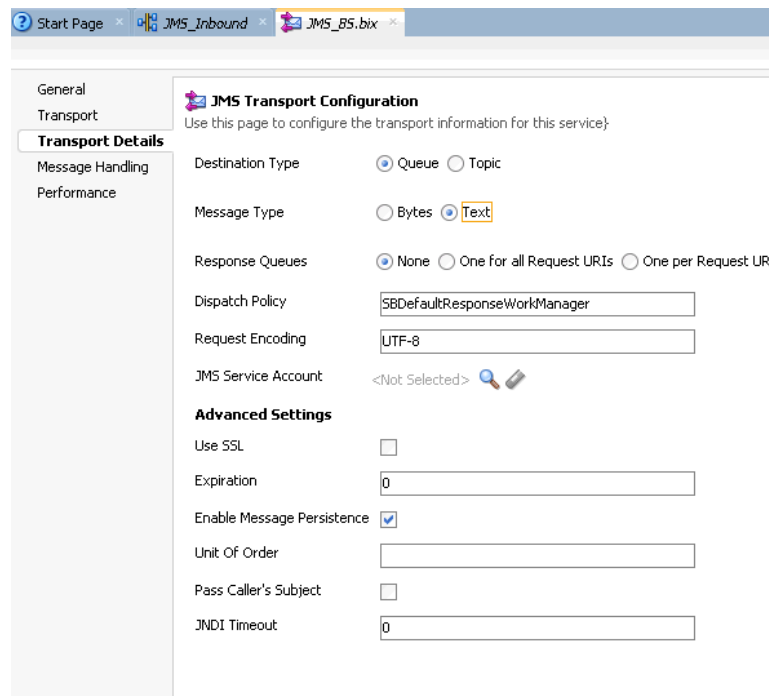 Start Page JMS_Inbound JMS_BS.bix
General
Transport
Transport Details
Message Handling
Performance
JMS Transport Configuration
Use this page to configure the transport information for this service}
Destination Type Queue Topic
Message Type Bytes Text
Response Queues None One for all Request URIs One per Request UR
Dispatch Policy SBDefaultResponseWorkManager
Request Encoding UTF-8
JMS Service Account <Not Selected>
Advanced Settings
Use SSL
Expiration 0
Enable Message Persistence
Unit Of Order
Pass Caller's Subject
JNDI Timeout 0